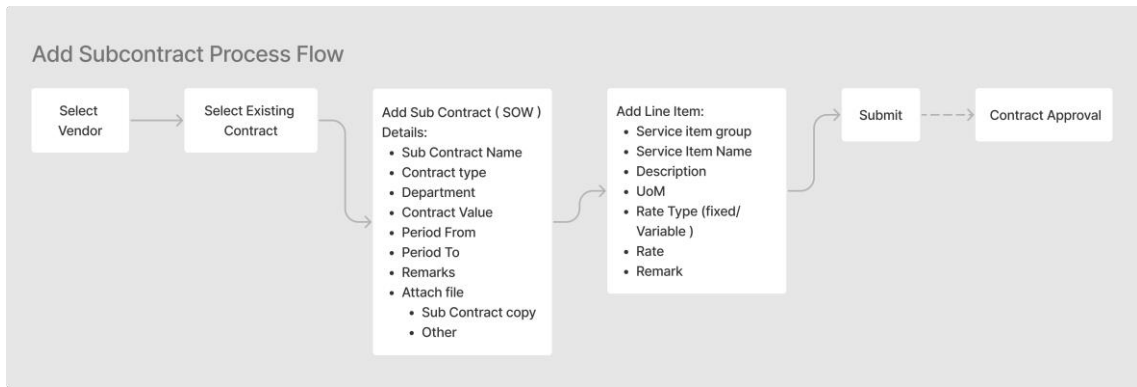 Add Subcontract Process Flow
Select
Vendor
Select Existing
Contract
Add Sub Contract ( SOW )
Details:
• Sub Contract Name
• Contract type
• Department
• Contract Value
• Period From
• Period To
• Remarks
• Attach file
• Sub Contract copy
• Other
Add Line Item:
• Service item group
• Service Item Name
• Description
• UoM
• Rate Type (fixed/
Variable )
• Rate
• Remark
Submit
Contract Approval